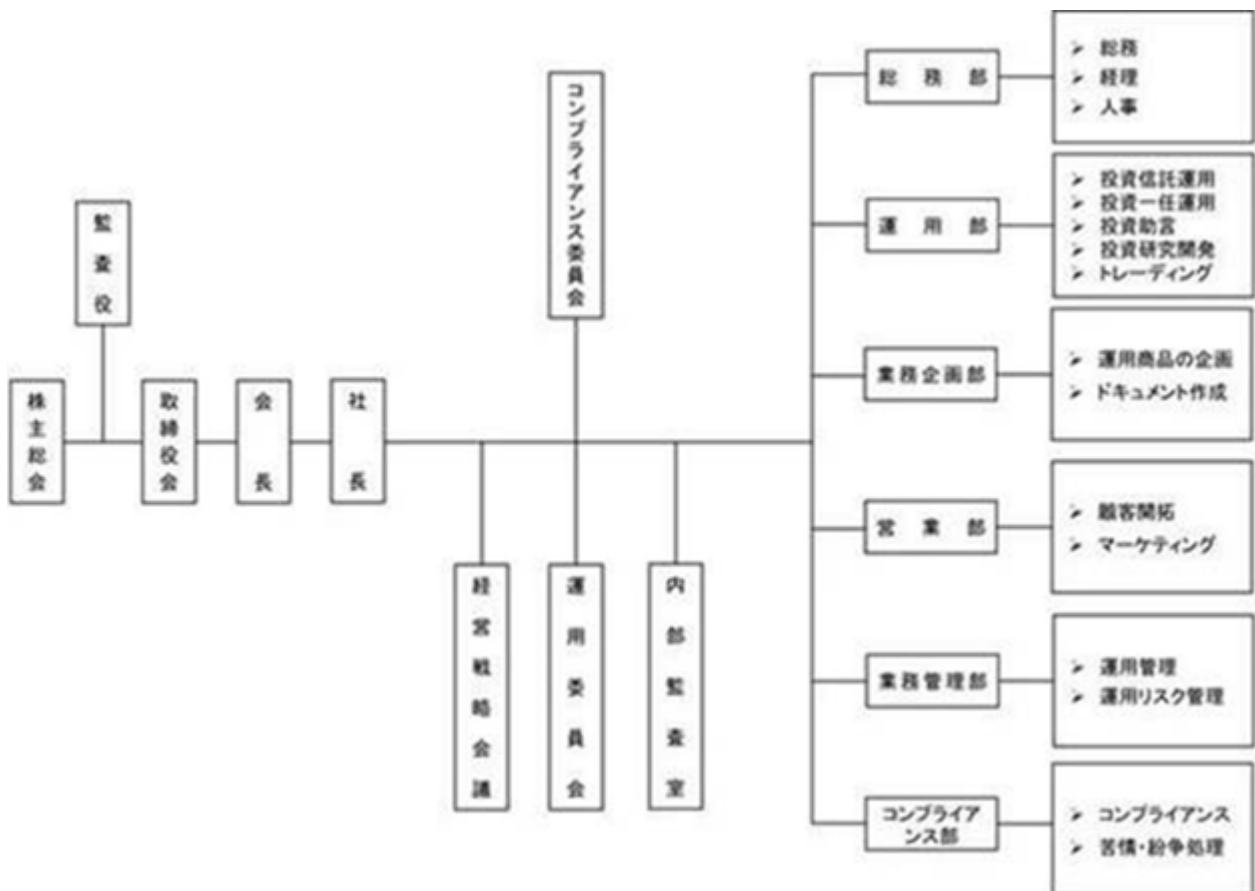 株主総会
監査役
取締役会
会長
社長
コンプライアンス委員会
経営戦略会議
運用委員会
内部監査室
総務部
総務
経理
人事
運用部
投資信託運用
投資一任運用
投資助言
投資研究開発
トレーディング
業務企画部
運用商品の企画
ドキュメント作成
営業部
顧客開拓
マーケティング
業務管理部
運用管理
運用リスク管理
コンプライア
ンス部
コンプライアンス
苦情・紛争処理